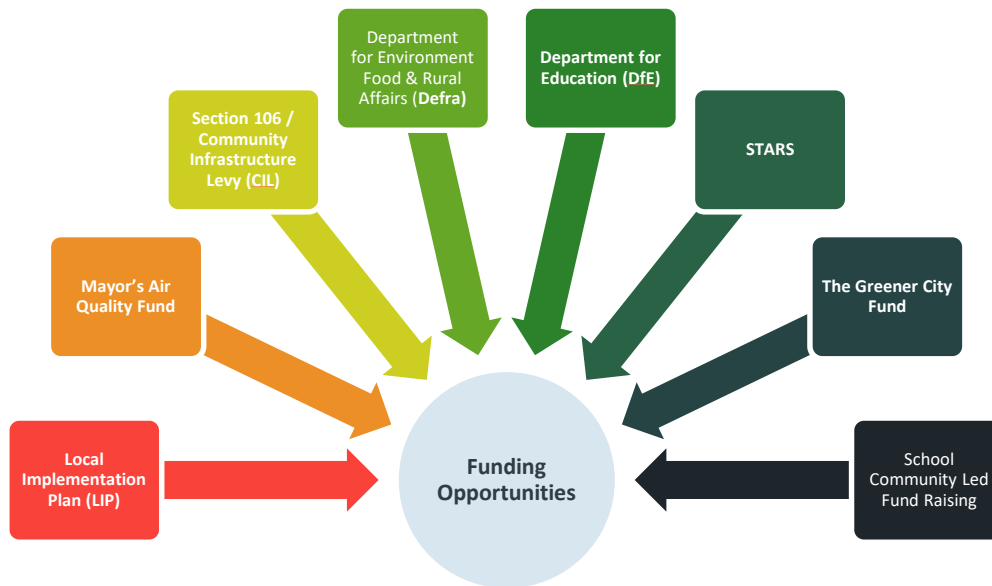 Department
for Environment
Food & Rural
Affairs (Defra)
Department for
Education (DfE)
Section 106 /
Community
Infrastructure
Levy (CIL)
STARS
Mayor's Air
Quality Fund
The Greener City
Fund
Local
Implementation
Plan (LIP)
Funding
Opportunities
School
Community Led
Fund Raising